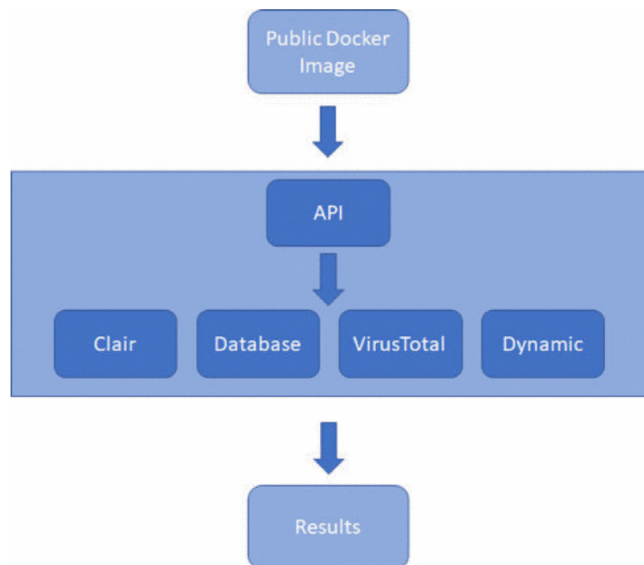 Public Docker
Image
API
Clair
Database
VirusTotal
Dynamic
Results